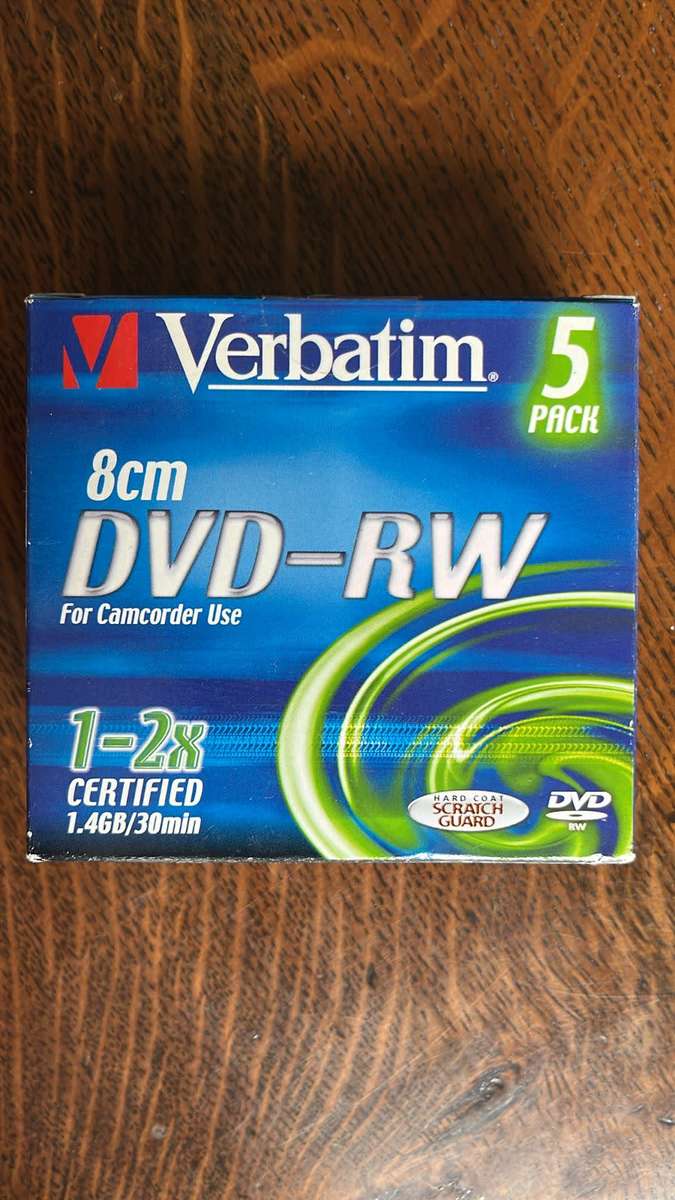 Verbatim®
5
PACK
8cm
DVD-RW
For Camcorder Use
1-2x
CERTIFIED
1.4GB/30min
HARD COAT
SCRATCH
GUARD
DVD
RW